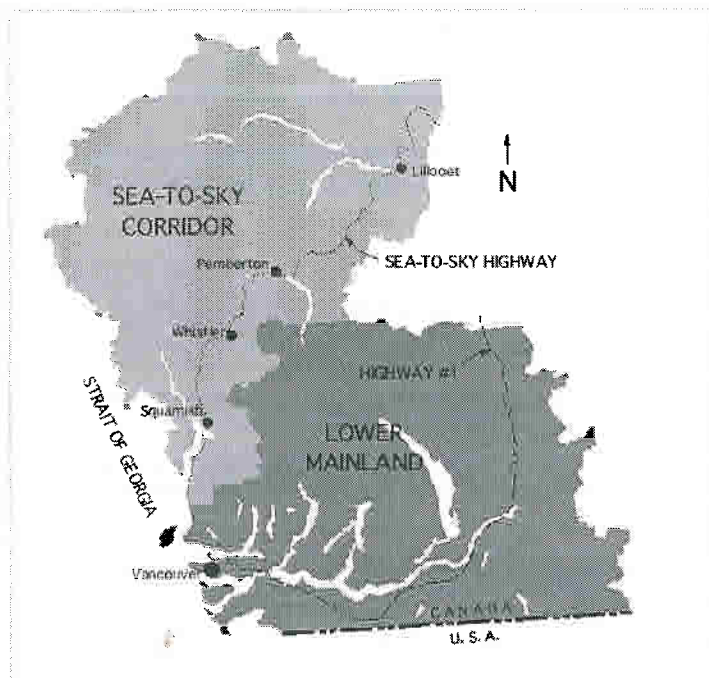 Lillooet
N
SEA-TO-SKY
CORRIDOR
SEA-TO-SKY HIGHWAY
Pemberton
Whistler
HIGHWAY #1
STRAIT OF GEORGIA
Squamish
LOWER
MAINLAND
Vancouver
CANADA
U. S. A.